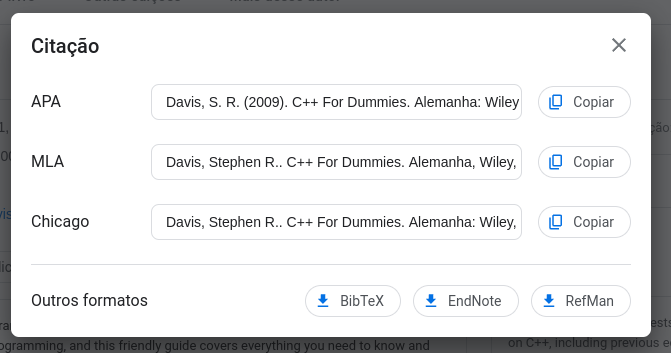 Citação
APA
Davis, S. R. (2009). C++ For Dummies. Alemanha: Wiley
Copiar
MLA
Davis, Stephen R.. C++ For Dummies. Alemanha, Wiley,
Copiar
Chicago
Davis, Stephen R.. C++ For Dummies. Alemanha: Wiley,
Copiar
Outros formatos
BibTeX
EndNote
RefMan
programming, and this friendly guide covers everything you need to know and
on C++, including previous